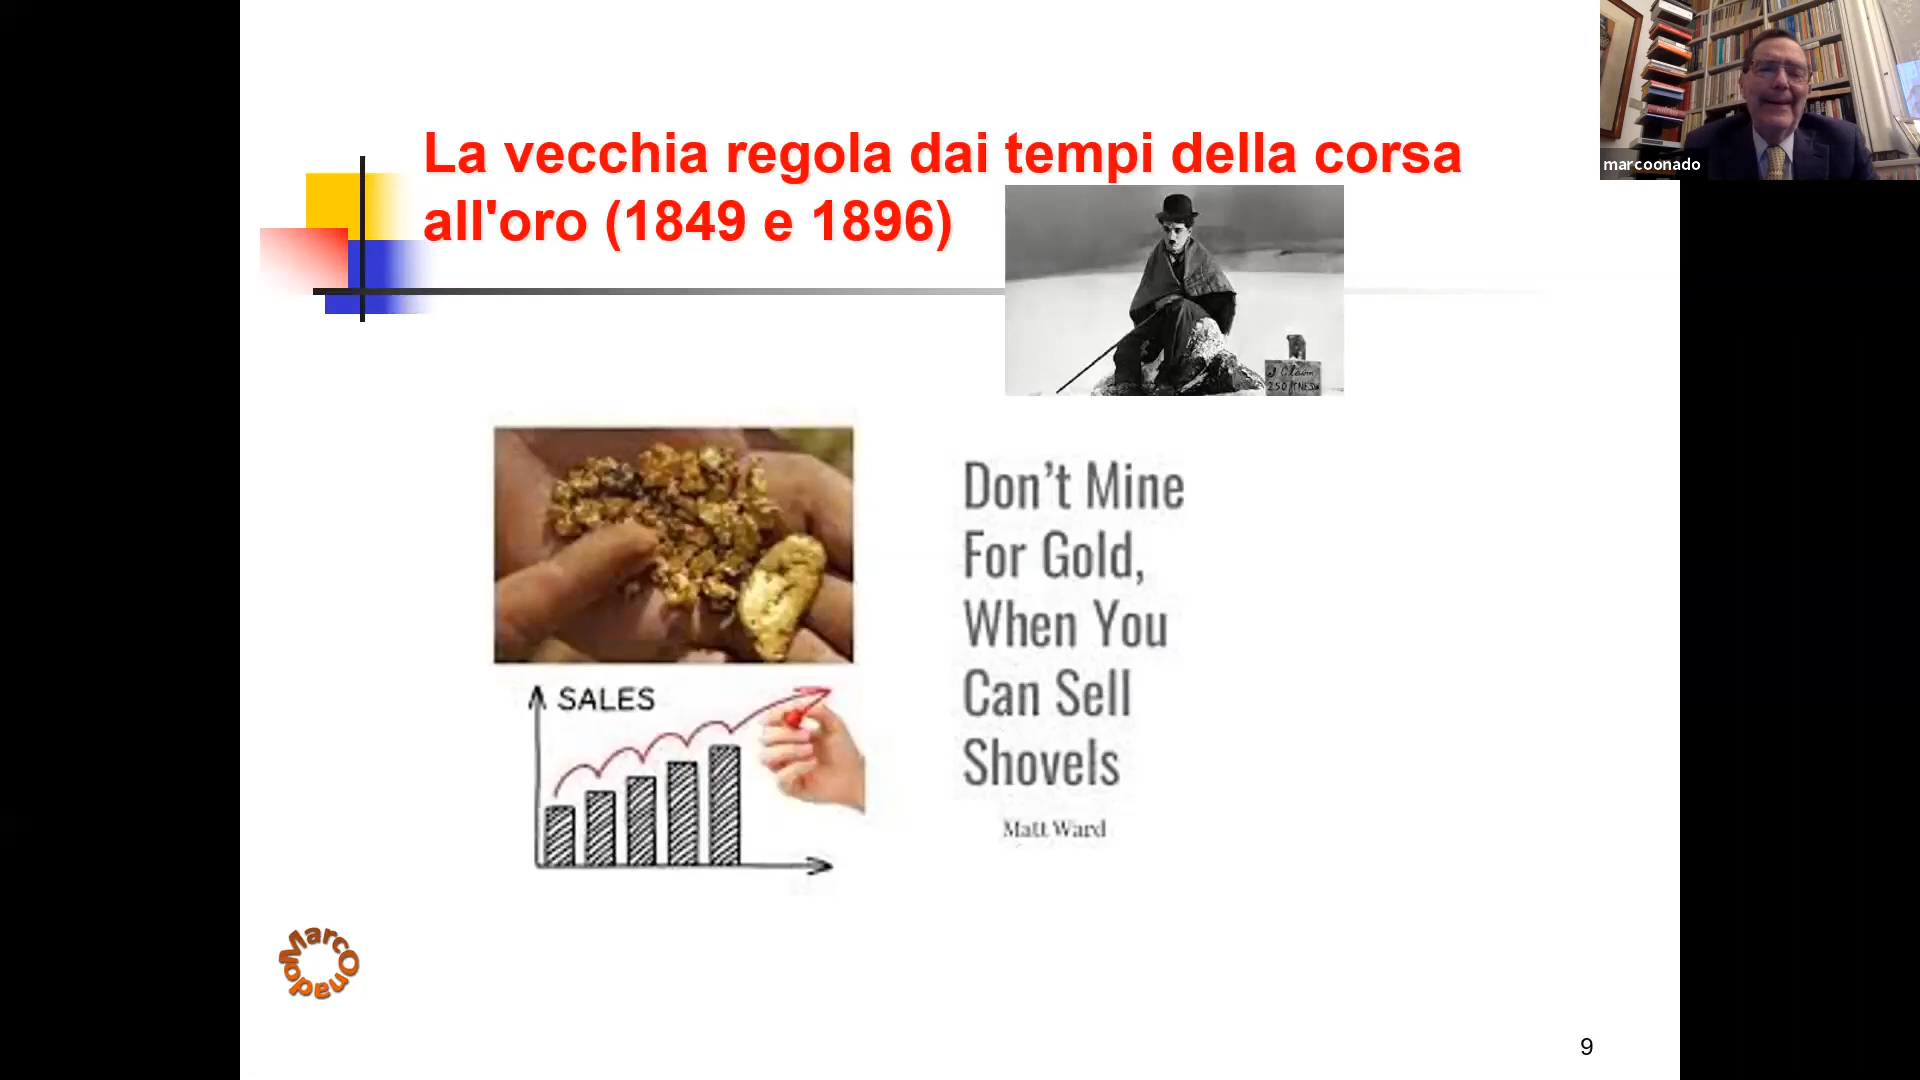 La vecchia regola dai tempi della corsa
all'oro (1849 e 1896)
marcoonado
I Claim
Don't Mine
For Gold,
When You
Can Sell
Shovels
Matt Ward
SALES
MarcOnado
9